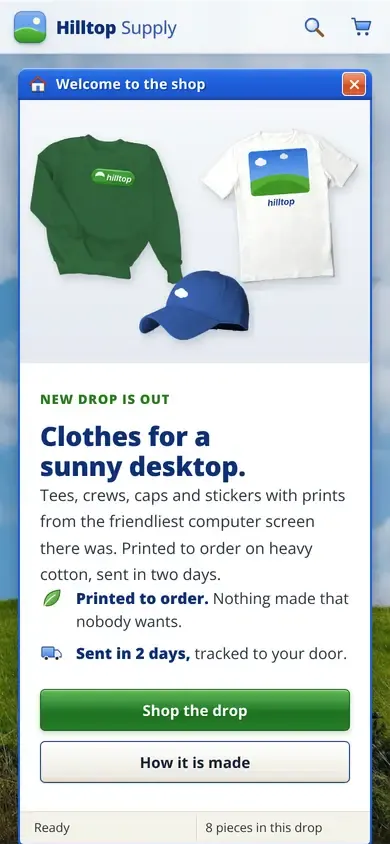 Hilltop Supply
Welcome to the shop
hilltop
hilltop
NEW DROP IS OUT
Clothes for a
sunny desktop.
Tees, crews, caps and stickers with prints
from the friendliest computer screen
there was. Printed to order on heavy
cotton, sent in two days.
Printed to order. Nothing made that
nobody wants.
Sent in 2 days, tracked to your door.
Shop the drop
How it is made
Ready
8 pieces in this drop